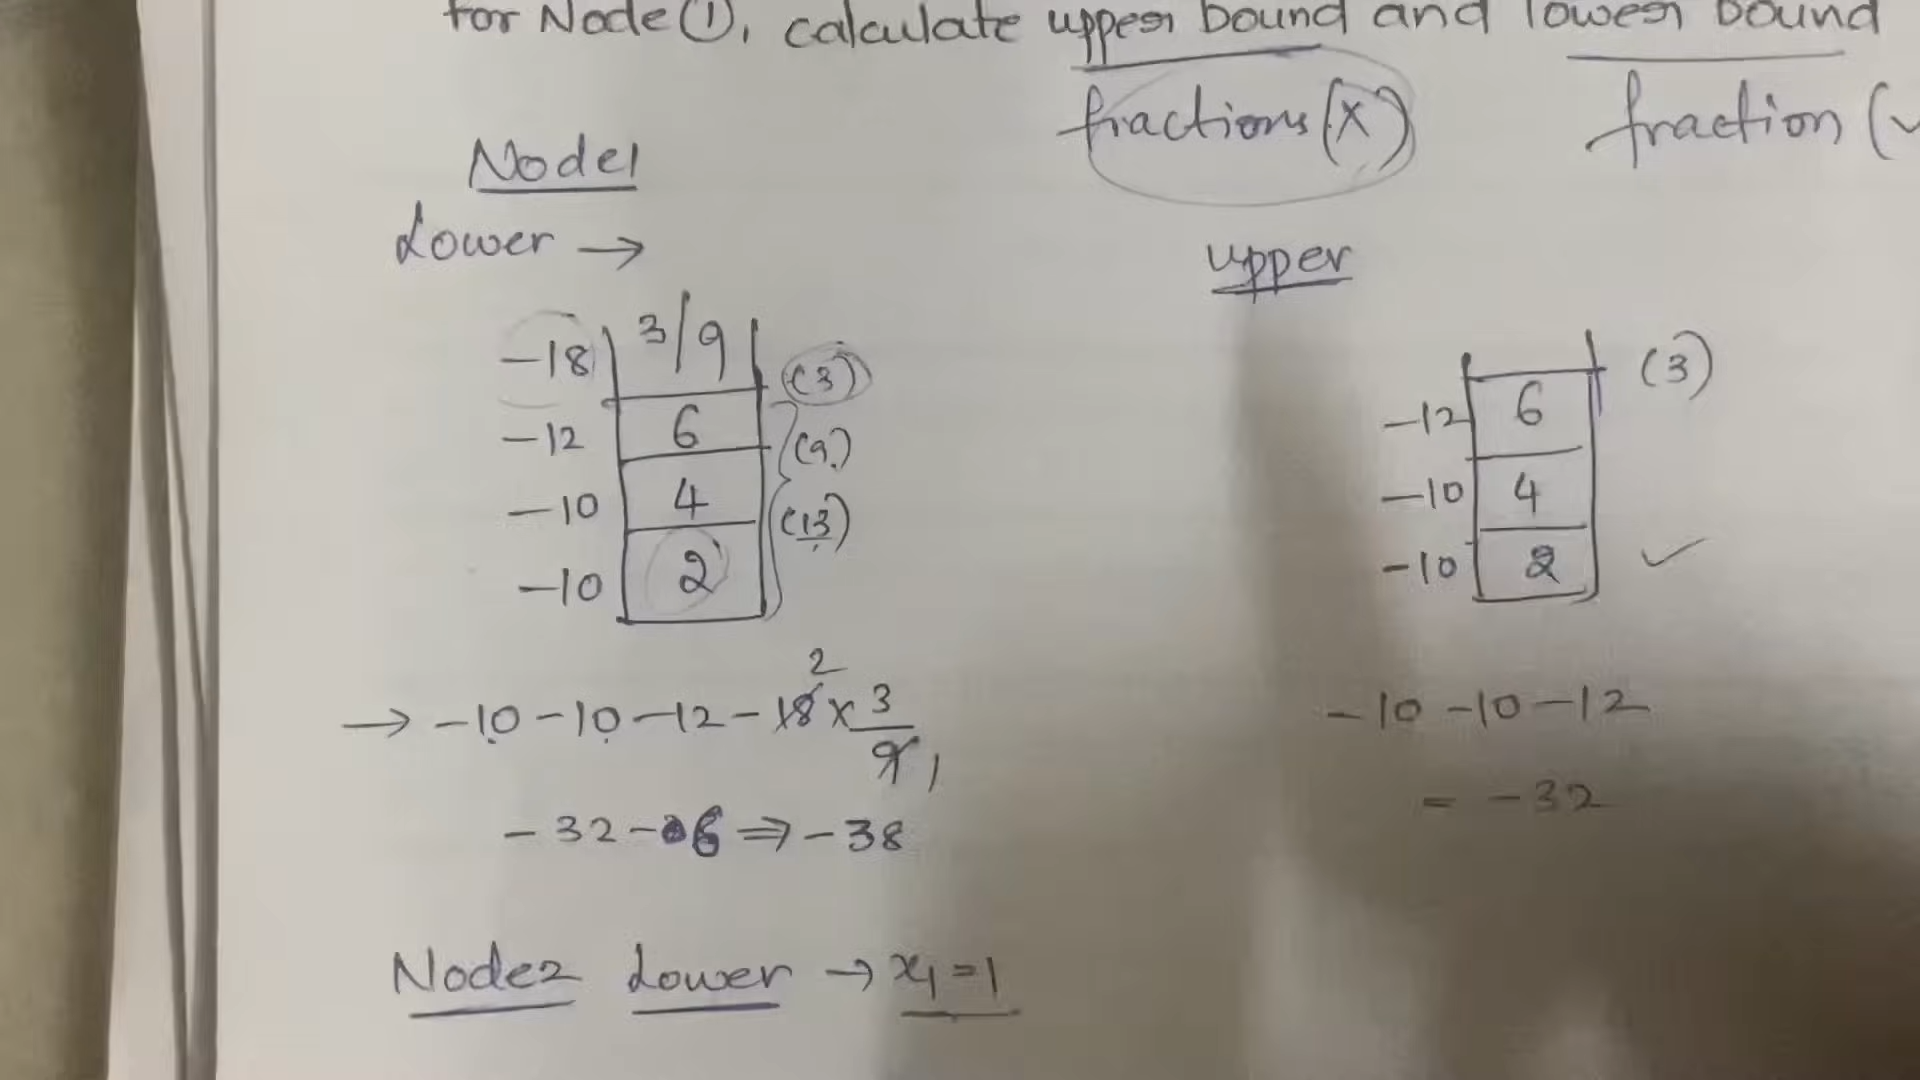 For Node ①, calculate upper bound and lower bound
fractions (x) fraction (✓
Node1
Lower →
upper
-18 3/9 (3)
-12 6 (9)
-10 4 (13)
-10 2
(3)
-12 6
-10 4
-10 2 ✓
2
→ -10 -10 -12 - 18 x 3
9 1
-32 - 6 ⇒ -38
-10 -10 -12
= -32
Node2 Lower → x1 = 1